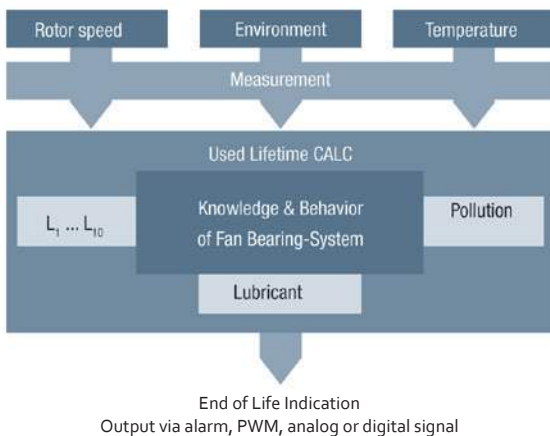 Rotor speed
Environment
Temperature
Measurement
Used Lifetime CALC
L₁ ... L₁₀
Knowledge & Behavior
of Fan Bearing-System
Pollution
Lubricant
End of Life Indication
Output via alarm, PWM, analog or digital signal